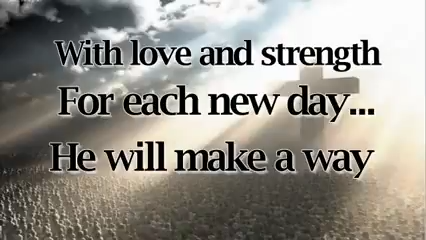 With love and strength
For each new day...
He will make a way